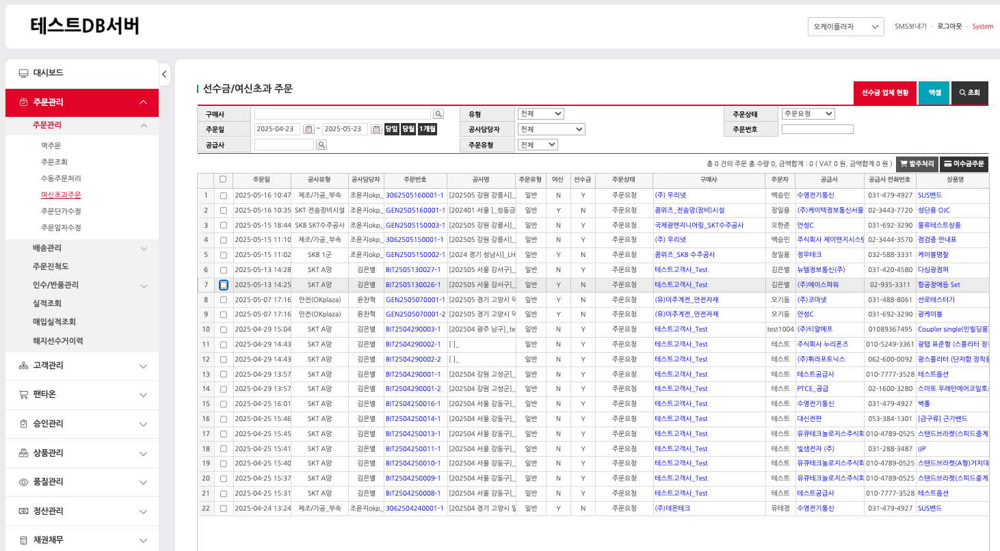 테스트DB서버
오케이플라자
SMS보내기 · 로그아웃 · System
대시보드
주문관리
주문관리
역주문
주문조회
수동주문처리
여신초과주문
주문단가수정
주문일자수정
배송관리
주문진척도
인수/반품관리
실적조회
매입실적조회
해지선수거이력
고객관리
팬타온
승인관리
상품관리
품질관리
정산관리
채권채무
선수금/여신초과 주문
선수금 업체 현황 엑셀 조회
구매사 유형 전체 주문상태 주문요청
주문일 2025-04-23 ~ 2025-05-23 당일 당월 1개월 공사담당자 전체 주문번호
공급사 주문유형 전체
총 0 건의 주문 총 수량 0, 금액합계 : 0 ( VAT 0 원, 금액합계 0 원 ) 발주처리 미수금주문
주문일 공사유형 공사담당자 주문번호 공사명 주문유형 여신 선수금 주문상태 구매사 주문자 공급사 공급사 전화번호 상품명
1 2025-05-16 10:47 제조/가공_부속 조윤지okp_ 3062505160001-1 [202505 강원 강릉시]_ 일반 N Y 주문요청 (주) 우리넷 백승민 수영전기통신 031-479-4927 SUS밴드
2 2025-05-16 10:35 SKT 전송장비시설 조윤지okp_ GEN2505160001-1 [202401 서울 ]_성동금 일반 Y N 주문요청 콤위즈_전송망(장비)시설 장일용 (주)케이텍정보통신서울 02-3443-7720 성단용 OJC
3 2025-05-15 18:44 SKB SKT수주공사 조윤지okp_ GEN2505150003-1 [202505 강원 강릉시]_ 일반 N Y 주문요청 국제광엔지니어링_SKT수주공사 오한준 안성C 031-692-3290 물류테스트상품
4 2025-05-15 11:10 제조/가공_부속 조윤지okp_ 3062505150001-1 [202505 강원 강릉시]_ 일반 N Y 주문요청 (주) 우리넷 백승민 주식회사 제이앤지시스템 02-3444-3570 점검중 안내표
5 2025-05-15 11:02 SKB 1군 조윤지okp_ GEN2505150002-1 [2024 경기 성남시]_LH 일반 N Y 주문요청 콤위즈_SKB 수주공사 장일용 정우테크 032-588-3331 케이블명찰
6 2025-05-13 14:28 SKT A망 김은별 BIT2505130027-1 [202505 서울 강서구]_ 일반 N Y 주문요청 테스트고객사_Test 김은별 뉴텔정보통신(주) 031-420-4580 다심광점퍼
7 2025-05-13 14:25 SKT A망 김은별 BIT2505130026-1 [202505 서울 강서구]_ 일반 Y N 주문요청 테스트고객사_Test 김은별 (주)에이스파워 02-935-3311 항공장애등 Set
8 2025-05-07 17:16 안전(OKplaza) 윤찬혁 GEN2505070001-1 [202505 경기 고양시 일반 Y N 주문요청 (유)미주계전_안전자재 오기동 (주)코마넷 031-488-8061 선로테스터기
9 2025-05-07 17:16 안전(OKplaza) 윤찬혁 GEN2505070001-2 [202505 경기 고양시 일반 Y N 주문요청 (유)미주계전_안전자재 오기동 안성C 031-692-3290 광케이블
10 2025-04-29 15:04 SKT A망 김은별 BIT2504290003-1 [202504 광주 남구]_te 일반 N Y 주문요청 테스트고객사_Test test1004 (주)티알에프 01089367495 Coupler single(인빌딩용)
11 2025-04-29 14:43 SKT A망 김은별 BIT2504290002-1 [ ]_ 일반 N Y 주문요청 테스트고객사_Test 테스트 주식회사 누리폰즈 010-5249-3361 광탭 표준형 (스플리터 장착
12 2025-04-29 14:43 SKT A망 김은별 BIT2504290002-2 [ ]_ 일반 N Y 주문요청 테스트고객사_Test 테스트 (주)휘라포토닉스 062-600-0092 광스플리터 (단자함 장착용
13 2025-04-29 13:57 SKT A망 김은별 BIT2504290001-1 [202504 강원 고성군]_ 일반 N Y 주문요청 테스트고객사_Test 테스트 테스트공급사 010-7777-3528 테스트옵션
14 2025-04-29 13:57 SKT A망 김은별 BIT2504290001-2 [202504 강원 고성군]_ 일반 N Y 주문요청 테스트고객사_Test 테스트 PTCE_공급 02-1600-3280 스마토 우레탄에어코일호스
15 2025-04-25 16:01 SKT A망 김은별 BIT2504250016-1 [202504 서울 강동구]_ 일반 N Y 주문요청 테스트고객사_Test 테스트 수영전기통신 031-479-4927 벽폴
16 2025-04-25 15:46 SKT A망 김은별 BIT2504250014-1 [202504 서울 강동구]_ 일반 N Y 주문요청 테스트고객사_Test 테스트 대신전판 053-384-1301 [금구류] 근가밴드
17 2025-04-25 15:45 SKT A망 김은별 BIT2504250013-1 [202504 서울 강동구]_ 일반 N Y 주문요청 테스트고객사_Test 테스트 유큐테크놀로지스주식회 010-4789-0525 스탠드브라켓(스피드중계
18 2025-04-25 15:41 SKT A망 김은별 BIT2504250011-1 [202504 서울 강동구]_ 일반 N Y 주문요청 테스트고객사_Test 테스트 빛샘전자 (주) 031-288-3487 IJP
19 2025-04-25 15:40 SKT A망 김은별 BIT2504250010-1 [202504 서울 강동구]_ 일반 N Y 주문요청 테스트고객사_Test 테스트 유큐테크놀로지스주식회 010-4789-0525 스탠드브라켓(A형)거치대
20 2025-04-25 15:37 SKT A망 김은별 BIT2504250009-1 [202504 서울 강동구]_ 일반 N Y 주문요청 테스트고객사_Test 테스트 유큐테크놀로지스주식회 010-4789-0525 스탠드브라켓(스피드중계
21 2025-04-25 15:31 SKT A망 김은별 BIT2504250008-1 [202504 서울 강동구]_ 일반 N Y 주문요청 테스트고객사_Test 테스트 테스트공급사 010-7777-3528 테스트옵션
22 2025-04-24 13:24 제조/가공_부속 조윤지okp_ 3062504240001-1 [202504 경기 고양시 일 일반 Y N 주문요청 (주)데몬테크 유태경 수영전기통신 031-479-4927 SUS밴드